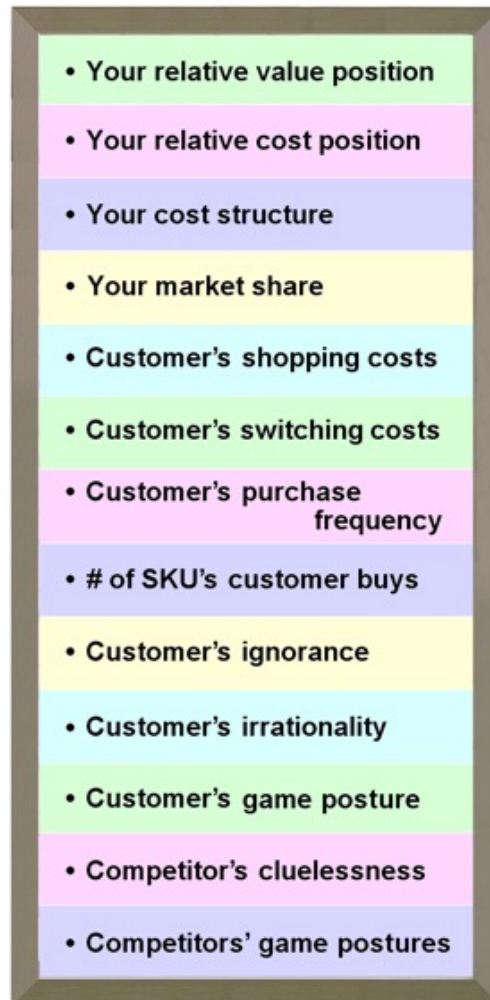 • Your relative value position
• Your relative cost position
• Your cost structure
• Your market share
• Customer’s shopping costs
• Customer’s switching costs
• Customer’s purchase
frequency
• # of SKU’s customer buys
• Customer’s ignorance
• Customer’s irrationality
• Customer’s game posture
• Competitor’s cluelessness
• Competitors’ game postures